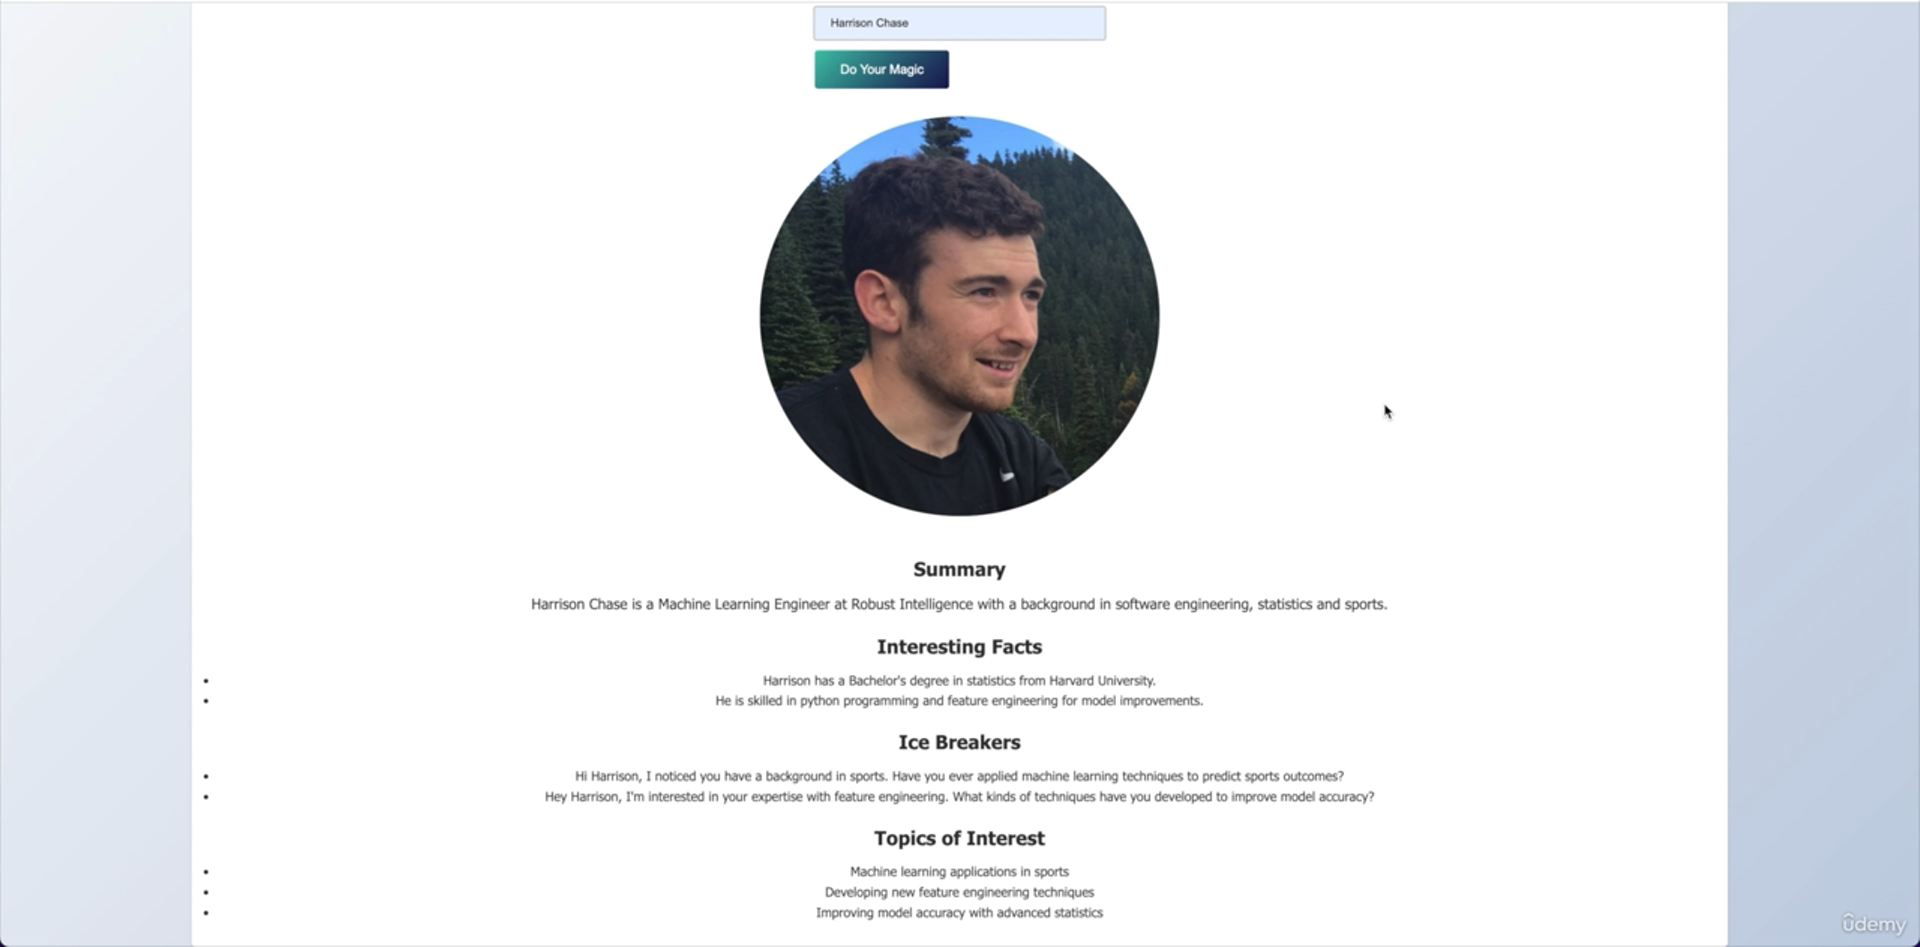 Harrison Chase
Do Your Magic
Summary
Harrison Chase is a Machine Learning Engineer at Robust Intelligence with a background in software engineering, statistics and sports.
Interesting Facts
Harrison has a Bachelor's degree in statistics from Harvard University.
He is skilled in python programming and feature engineering for model improvements.
Ice Breakers
Hi Harrison, I noticed you have a background in sports. Have you ever applied machine learning techniques to predict sports outcomes?
Hey Harrison, I'm interested in your expertise with feature engineering. What kinds of techniques have you developed to improve model accuracy?
Topics of Interest
Machine learning applications in sports
Developing new feature engineering techniques
Improving model accuracy with advanced statistics
ûdemy